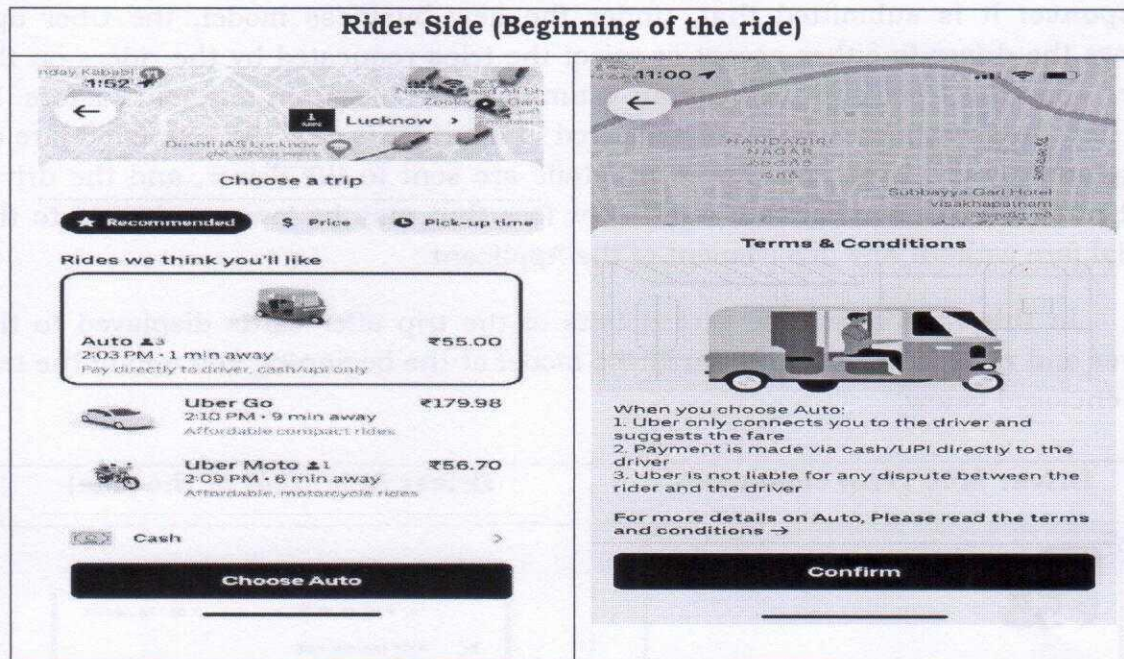 Rider Side (Beginning of the ride)
1:52
Lucknow >
Choose a trip
★ Recommended $ Price Pick-up time
Rides we think you'll like
Auto 3 ₹55.00
2:03 PM • 1 min away
Pay directly to driver, cash/upi only
Uber Go ₹179.98
2:10 PM • 9 min away
Affordable compact rides
Uber Moto 1 ₹56.70
2:09 PM • 6 min away
Affordable, motorcycle rides
Cash >
Choose Auto
11:00
Subbayya Gari Hotel
visakhapatnam
Terms & Conditions
When you choose Auto:
1. Uber only connects you to the driver and
suggests the fare
2. Payment is made via cash/UPI directly to the
driver
3. Uber is not liable for any dispute between the
rider and the driver
For more details on Auto, Please read the terms
and conditions →
Confirm